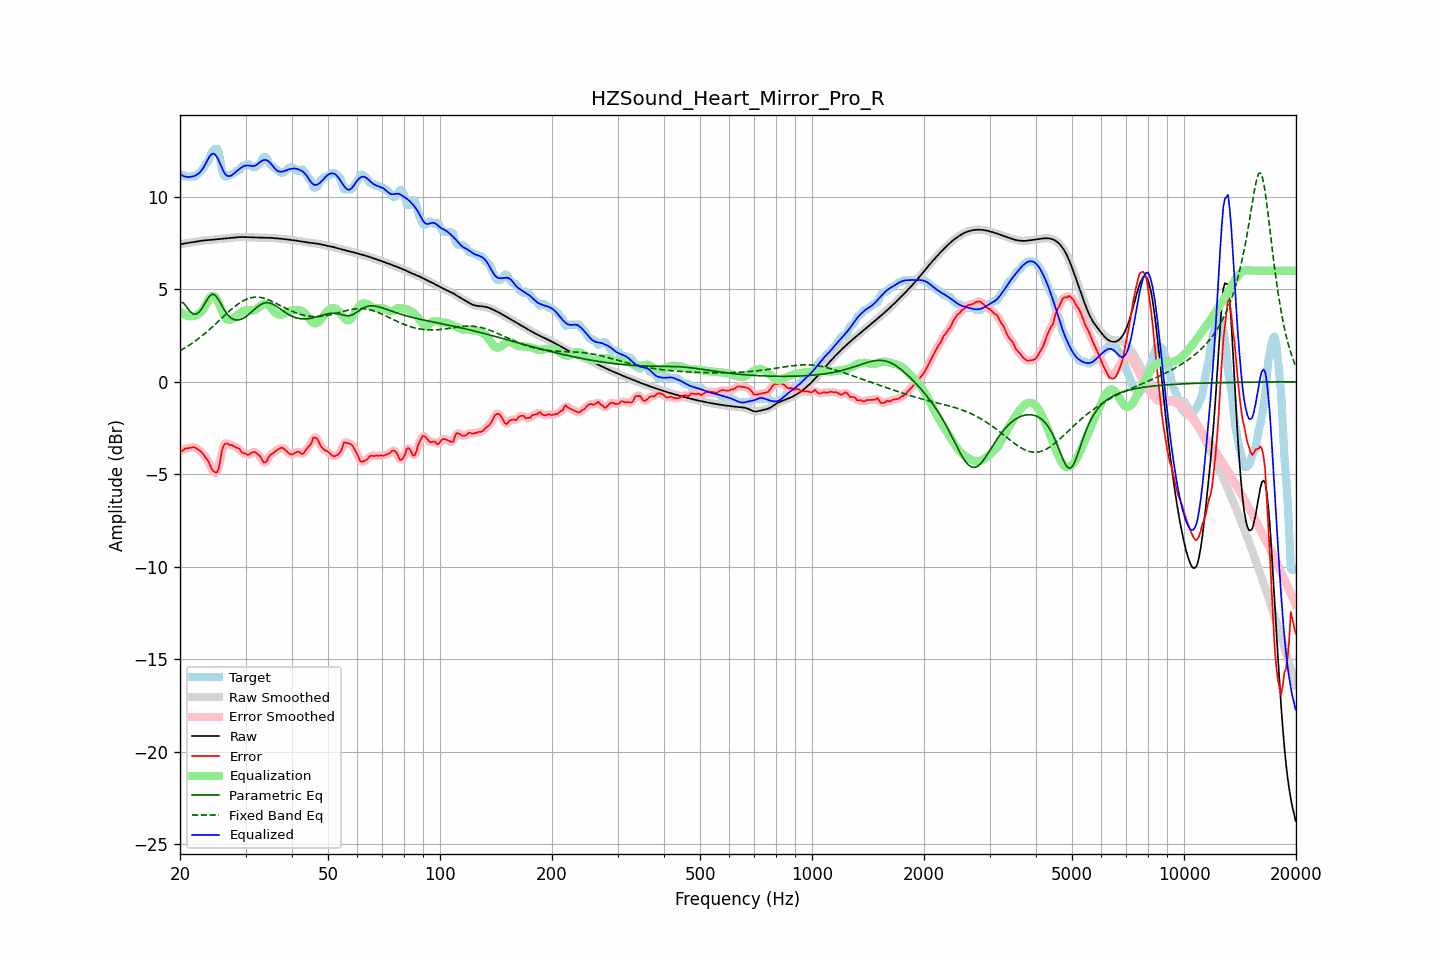 HZSound_Heart_Mirror_Pro_R
10
5
0
−5
−10
−15
−20
−25
Amplitude (dBr)
Target
Raw Smoothed
Error Smoothed
Raw
Error
Equalization
Parametric Eq
Fixed Band Eq
Equalized
20 50 100 200 500 1000 2000 5000 10000 20000
Frequency (Hz)